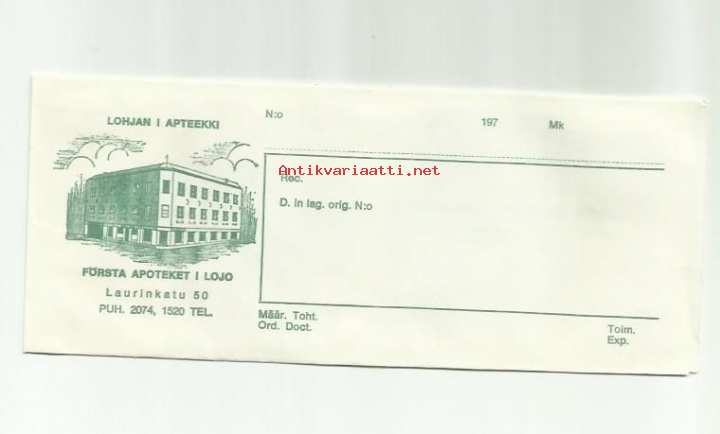 LOHJAN I APTEEKKI
FÖRSTA APOTEKET I LOJO
Laurinkatu 50
PUH. 2074, 1520 TEL.
N:o 197 Mk
Antikvariaatti.net
Rec.
D. in lag. orig. N:o
Määr. Toht.
Ord. Doct.
Toim.
Exp.